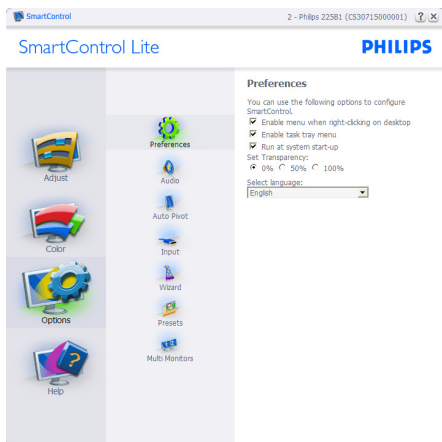 SmartControl
2 - Philips 225B1 (CS30715000001)
SmartControl Lite
PHILIPS
Adjust
Color
Options
Help
Preferences
Audio
Auto Pivot
Input
Wizard
Presets
Multi Monitors
Preferences
You can use the following options to configure
SmartControl.
Enable menu when right-clicking on desktop
Enable task tray menu
Run at system start-up
Set Transparency:
0% 50% 100%
Select language:
English